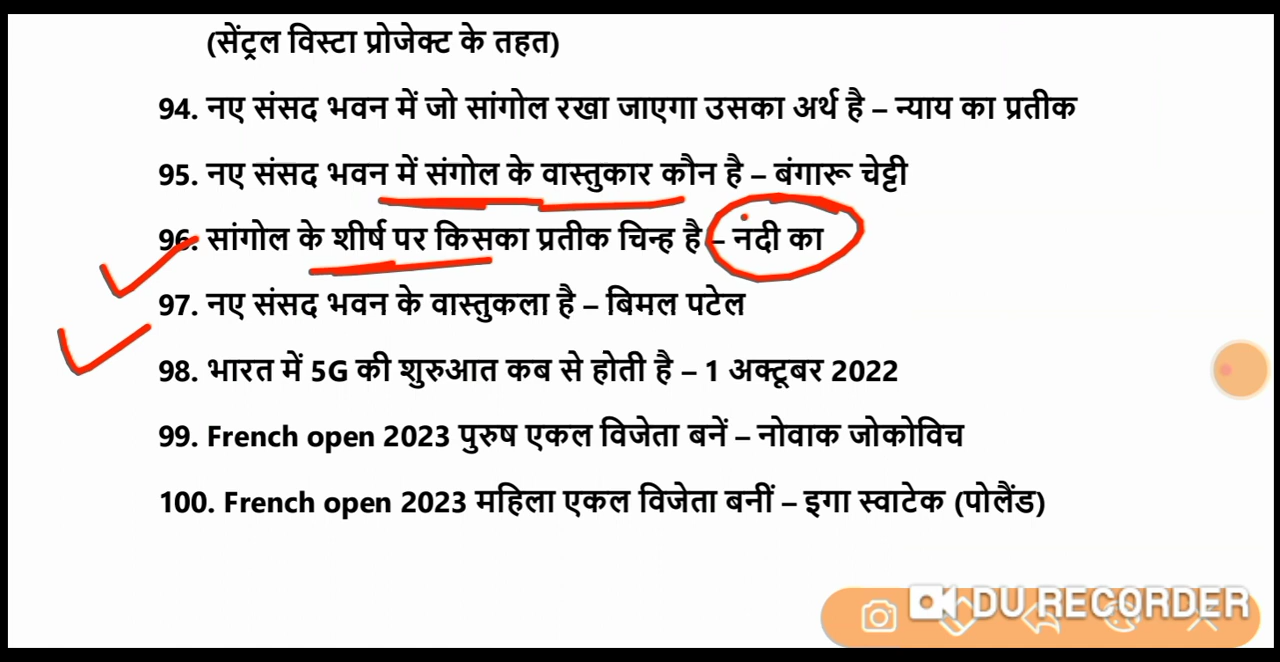 (सेंट्रल विस्टा प्रोजेक्ट के तहत)
94. नए संसद भवन में जो सांगोल रखा जाएगा उसका अर्थ है – न्याय का प्रतीक
95. नए संसद भवन में संगोल के वास्तुकार कौन है – बंगारू चेट्टी
96. सांगोल के शीर्ष पर किसका प्रतीक चिन्ह है – नदी का
97. नए संसद भवन के वास्तुकला है – बिमल पटेल
98. भारत में 5G की शुरुआत कब से होती है – 1 अक्टूबर 2022
99. French open 2023 पुरुष एकल विजेता बनें – नोवाक जोकोविच
100. French open 2023 महिला एकल विजेता बनीं – इगा स्वाटेक (पोलैंड)
DU RECORDER